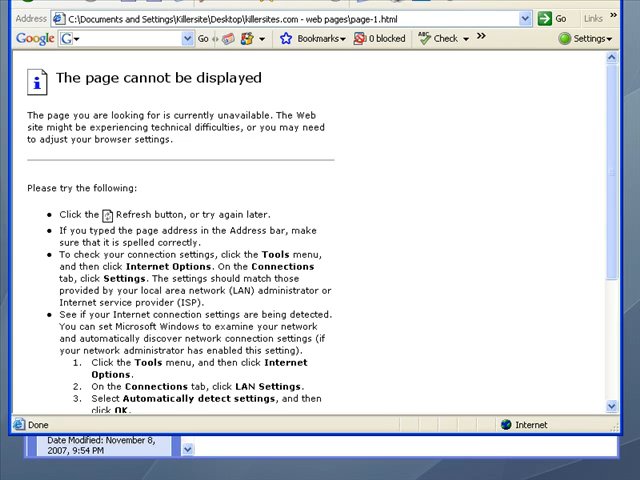 Address C:\Documents and Settings\Killersite\Desktop\killersites.com - web pages\page-1.html Go Links »
Google G Go Bookmarks 0 blocked ABC Check » Settings
The page cannot be displayed
The page you are looking for is currently unavailable. The Web
site might be experiencing technical difficulties, or you may need
to adjust your browser settings.
Please try the following:
• Click the Refresh button, or try again later.
• If you typed the page address in the Address bar, make
sure that it is spelled correctly.
• To check your connection settings, click the Tools menu,
and then click Internet Options. On the Connections
tab, click Settings. The settings should match those
provided by your local area network (LAN) administrator or
Internet service provider (ISP).
• See if your Internet connection settings are being detected.
You can set Microsoft Windows to examine your network
and automatically discover network connection settings (if
your network administrator has enabled this setting).
1. Click the Tools menu, and then click Internet
Options.
2. On the Connections tab, click LAN Settings.
3. Select Automatically detect settings, and then
click OK.
Done Internet
Date Modified: November 8,
2007, 9:54 PM